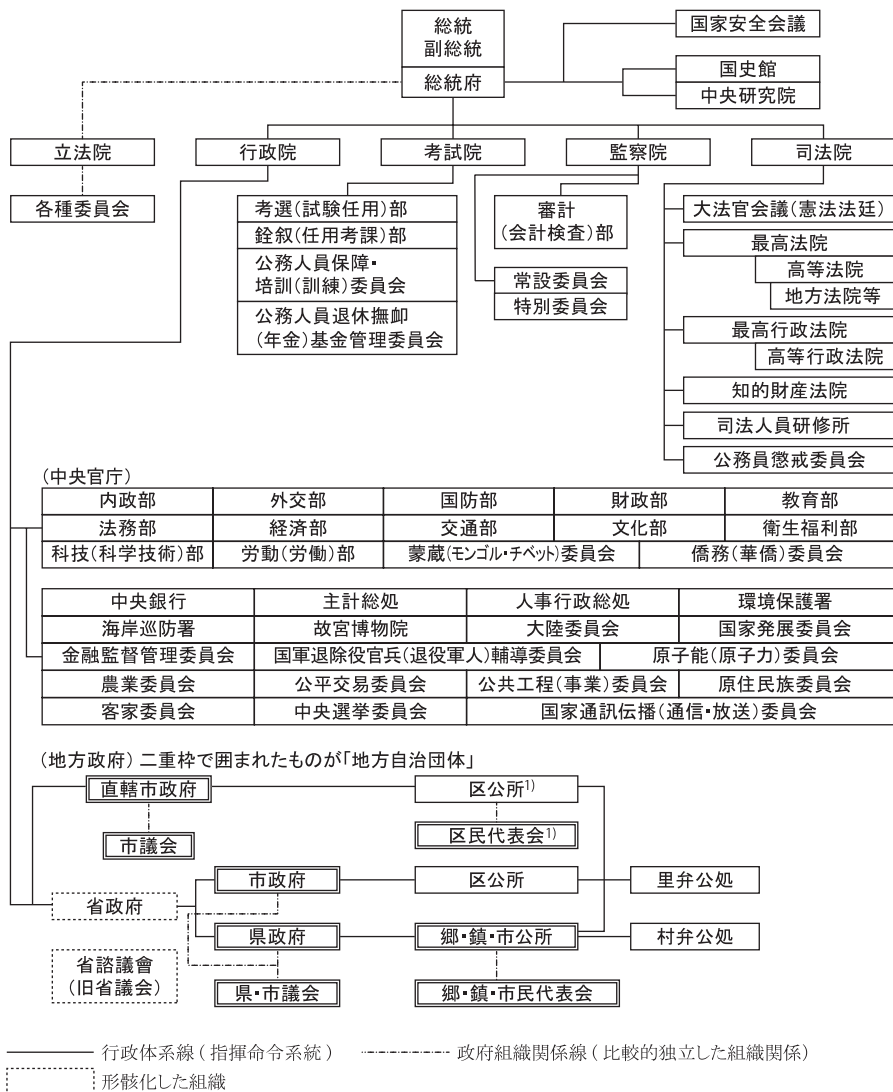 総統
副総統
総統府
国家安全会議
国史館
中央研究院
立法院
行政院
考試院
監察院
司法院
各種委員会
考選(試験任用)部
銓叙(任用考課)部
公務人員保障・
培訓(訓練)委員会
公務人員退休撫卹
(年金)基金管理委員会
審計
(会計検査)部
常設委員会
特別委員会
大法官会議(憲法法廷)
最高法院
高等法院
地方法院等
最高行政法院
高等行政法院
知的財産法院
司法人員研修所
公務員懲戒委員会
(中央官庁)
内政部 外交部 国防部 財政部 教育部
法務部 経済部 交通部 文化部 衛生福利部
科技(科学技術)部 労動(労働)部 蒙蔵(モンゴル・チベット)委員会 僑務(華僑)委員会
中央銀行 主計総処 人事行政総処 環境保護署
海岸巡防署 故宮博物院 大陸委員会 国家発展委員会
金融監督管理委員会 国軍退除役官兵(退役軍人)輔導委員会 原子能(原子力)委員会
農業委員会 公平交易委員会 公共工程(事業)委員会 原住民族委員会
客家委員会 中央選挙委員会 国家通訊伝播(通信・放送)委員会
(地方政府) 二重枠で囲まれたものが「地方自治団体」
直轄市政府 区公所1)
市議会 区民代表会1)
市政府 区公所 里弁公処
省政府
県政府 郷・鎮・市公所 村弁公処
省諮議會
(旧省議会)
県・市議会 郷・鎮・市民代表会
行政体系線(指揮命令系統) 政府組織関係線(比較的独立した組織関係)
形骸化した組織